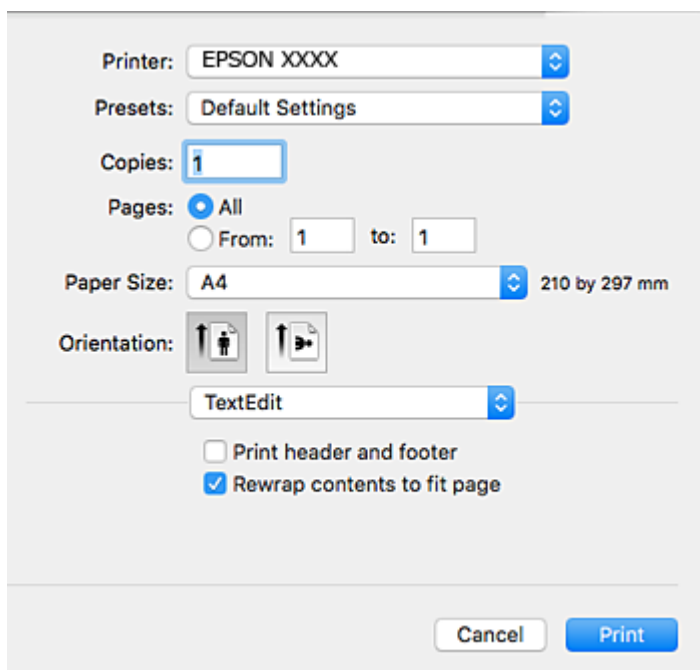 Printer: EPSON XXXX
Presets: Default Settings
Copies: 1
Pages: All
From: 1 to: 1
Paper Size: A4 210 by 297 mm
Orientation:
TextEdit
Print header and footer
Rewrap contents to fit page
Cancel Print